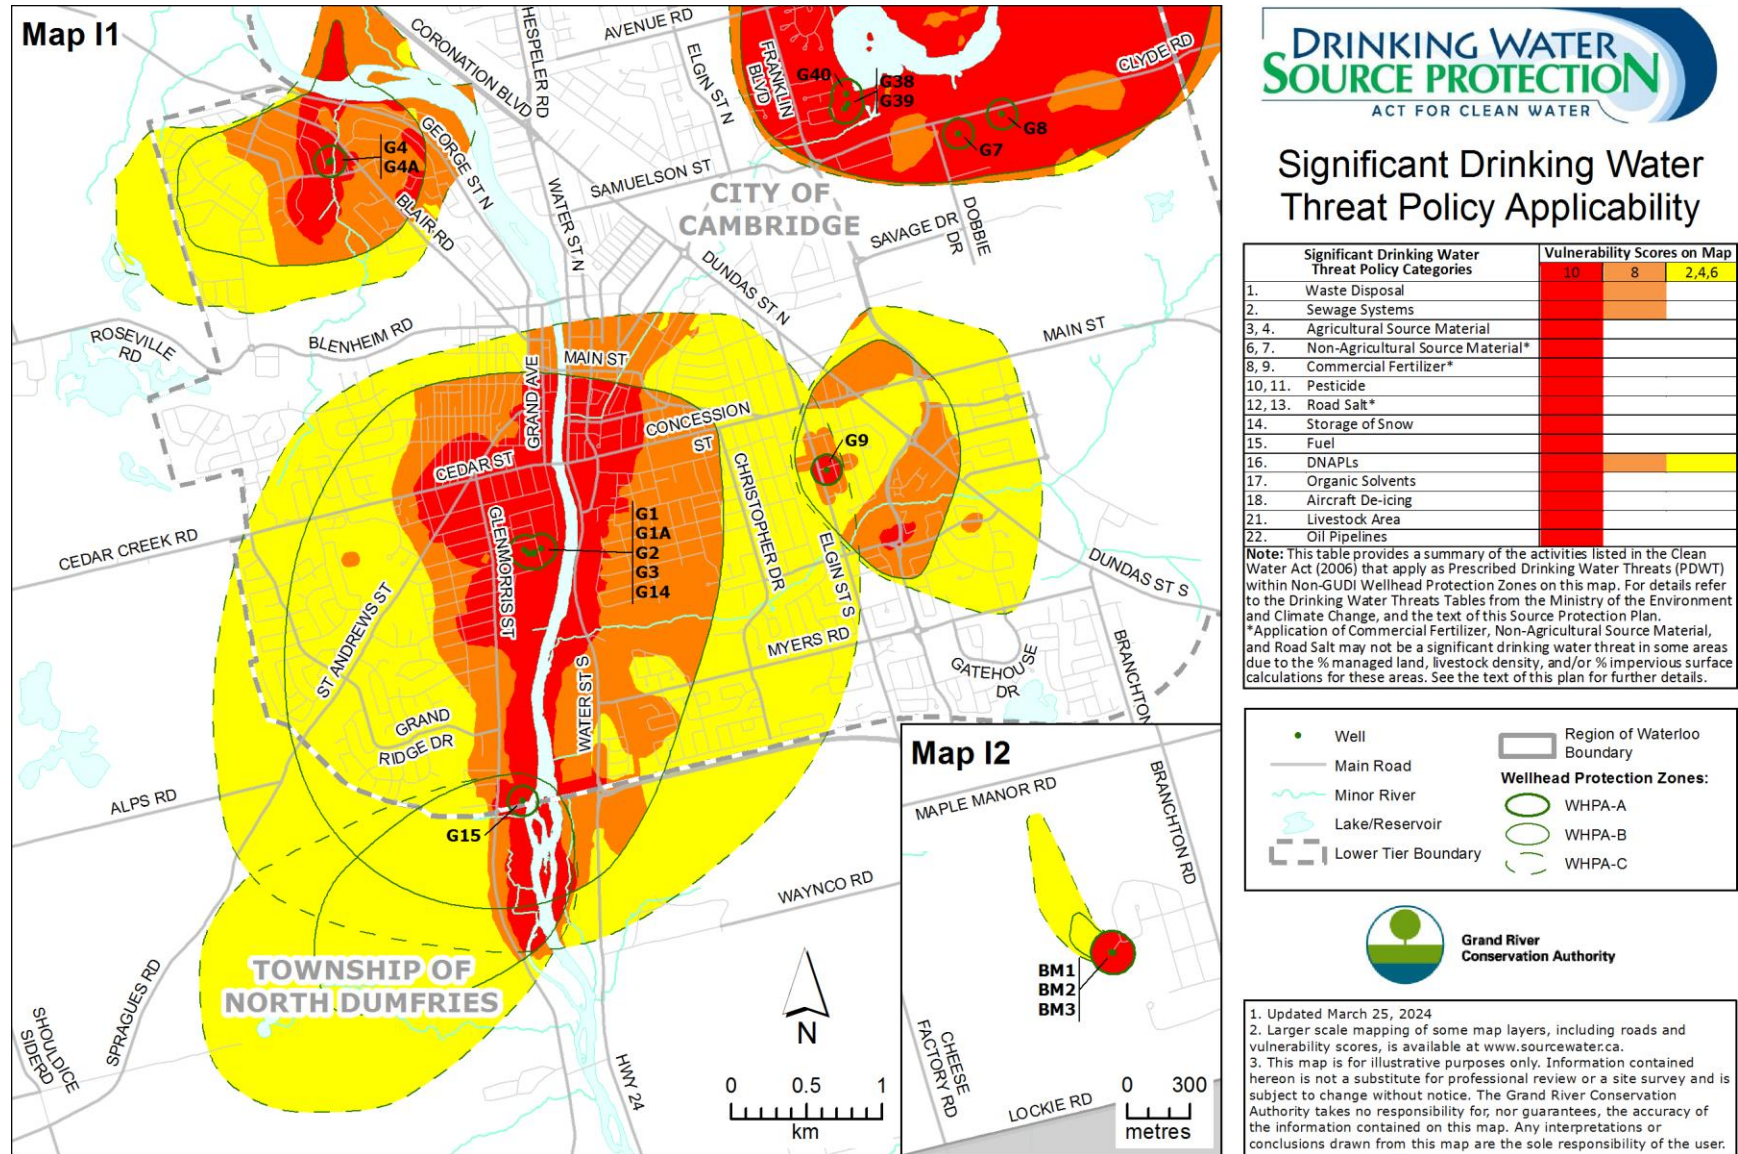 Map I1
CORONATION BLVD
HESPELER RD
AVENUE RD
ELGIN ST N
FRANKLIN
BLVD
CLYDE RD
G40
G38
G39
G8
G7
G4
G4A
GEORGE ST N
BLAIR RD
WATER ST N
SAMUELSON ST
CITY OF
CAMBRIDGE
SAVAGE DR
DOBBIE
DR
DUNDAS ST N
MAIN ST
ROSEVILLE
RD
BLENHEIM RD
GRAND AVE
MAIN ST
CONCESSION
ST
CEDAR ST
G9
CHRISTOPHER DR
ELGIN ST S
GLENMORRIS ST
G1
G1A
G2
G3
G14
CEDAR CREEK RD
ST ANDREWS ST
DUNDAS ST S
MYERS RD
GATEHOUSE
DR
BRANCHTON
WATER ST S
GRAND
RIDGE DR
ALPS RD
G15
WAYNCO RD
TOWNSHIP OF
NORTH DUMFRIES
SPRAGUES RD
SHOULDICE
SIDERD
HWY 24
N
0 0.5 1
km
Map I2
MAPLE MANOR RD
BRANCHTON RD
BM1
BM2
BM3
CHEESE
FACTORY RD
LOCKIE RD
0 300
metres
DRINKING WATER
SOURCE PROTECTION
ACT FOR CLEAN WATER
Significant Drinking Water
Threat Policy Applicability
Significant Drinking Water
Threat Policy Categories
Vulnerability Scores on Map
10 8 2,4,6
1. Waste Disposal
2. Sewage Systems
3, 4. Agricultural Source Material
6, 7. Non-Agricultural Source Material*
8, 9. Commercial Fertilizer*
10, 11. Pesticide
12, 13. Road Salt*
14. Storage of Snow
15. Fuel
16. DNAPLs
17. Organic Solvents
18. Aircraft De-icing
21. Livestock Area
22. Oil Pipelines
Note: This table provides a summary of the activities listed in the Clean
Water Act (2006) that apply as Prescribed Drinking Water Threats (PDWT)
within Non-GUDI Wellhead Protection Zones on this map. For details refer
to the Drinking Water Threats Tables from the Ministry of the Environment
and Climate Change, and the text of this Source Protection Plan.
*Application of Commercial Fertilizer, Non-Agricultural Source Material,
and Road Salt may not be a significant drinking water threat in some areas
due to the % managed land, livestock density, and/or % impervious surface
calculations for these areas. See the text of this plan for further details.
Well
Main Road
Minor River
Lake/Reservoir
Lower Tier Boundary
Region of Waterloo
Boundary
Wellhead Protection Zones:
WHPA-A
WHPA-B
WHPA-C
Grand River
Conservation Authority
1. Updated March 25, 2024
2. Larger scale mapping of some map layers, including roads and
vulnerability scores, is available at www.sourcewater.ca.
3. This map is for illustrative purposes only. Information contained
hereon is not a substitute for professional review or a site survey and is
subject to change without notice. The Grand River Conservation
Authority takes no responsibility for, nor guarantees, the accuracy of
the information contained on this map. Any interpretations or
conclusions drawn from this map are the sole responsibility of the user.